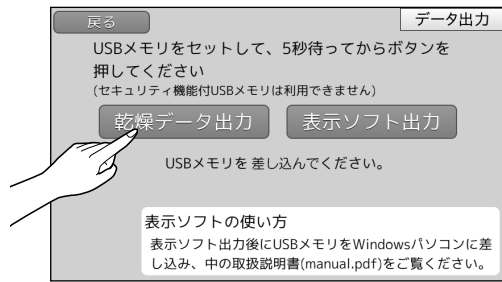 戻る
データ出力
USBメモリをセットして、5秒待ってからボタンを
押してください
(セキュリティ機能付USBメモリは利用できません)
乾燥データ出力
表示ソフト出力
USBメモリを 差し込んでください。
表示ソフトの使い方
表示ソフト出力後にUSBメモリをWindowsパソコンに差
し込み、中の取扱説明書(manual.pdf)をご覧ください。